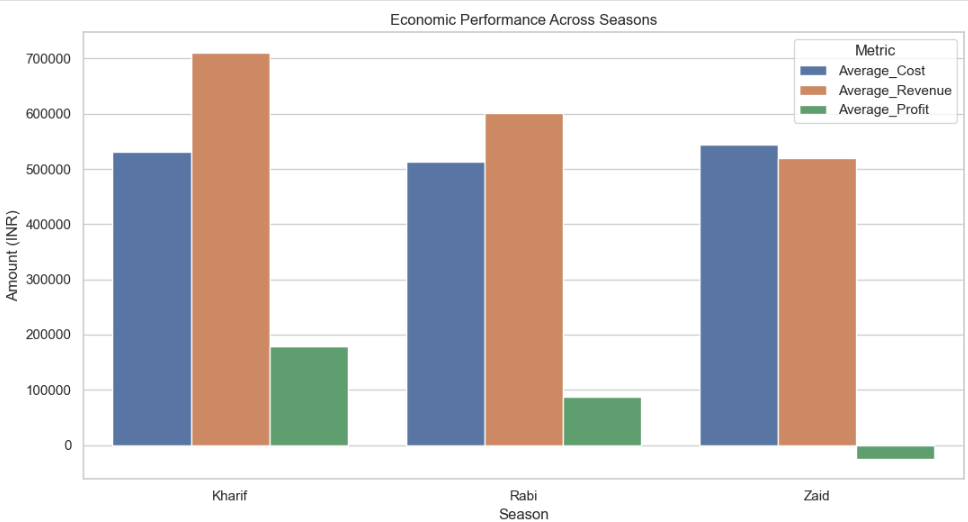 Economic Performance Across Seasons
Metric
Average_Cost
Average_Revenue
Average_Profit
Amount (INR)
700000
600000
500000
400000
300000
200000
100000
0
Kharif
Rabi
Zaid
Season